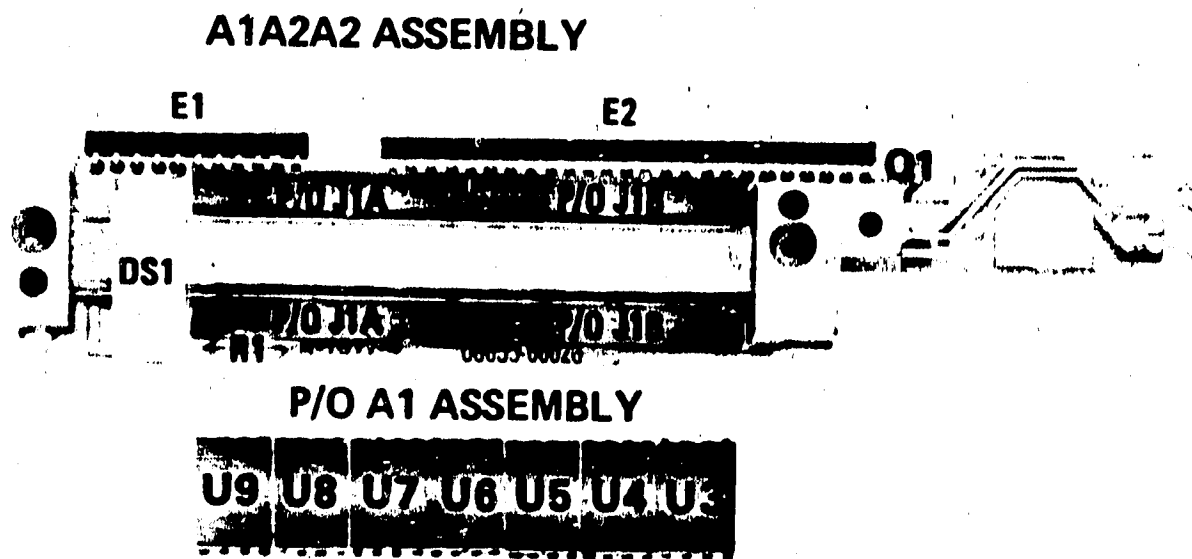 A1A2A2 ASSEMBLY
E1
E2
Q1
P/O J1A P/O J1B
DS1
P/O J1A P/O J1B
R1
P/O A1 ASSEMBLY
U9 U8 U7 U6 U5 U4 U3